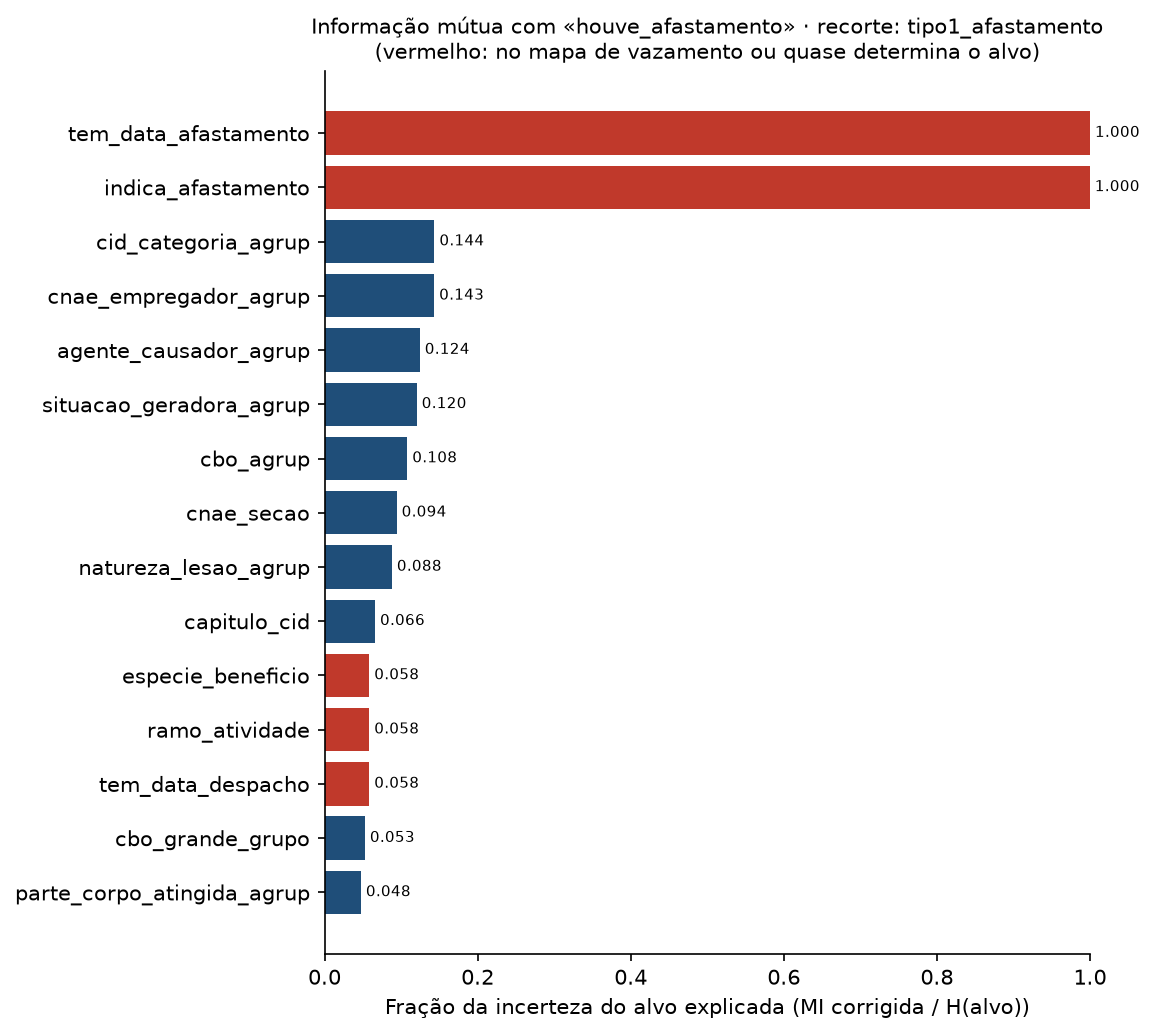 Informação mútua com «houve_afastamento» · recorte: tipo1_afastamento
(vermelho: no mapa de vazamento ou quase determina o alvo)
tem_data_afastamento 1.000
indica_afastamento 1.000
cid_categoria_agrup 0.144
cnae_empregador_agrup 0.143
agente_causador_agrup 0.124
situacao_geradora_agrup 0.120
cbo_agrup 0.108
cnae_secao 0.094
natureza_lesao_agrup 0.088
capitulo_cid 0.066
especie_beneficio 0.058
ramo_atividade 0.058
tem_data_despacho 0.058
cbo_grande_grupo 0.053
parte_corpo_atingida_agrup 0.048
0.0 0.2 0.4 0.6 0.8 1.0
Fração da incerteza do alvo explicada (MI corrigida / H(alvo))